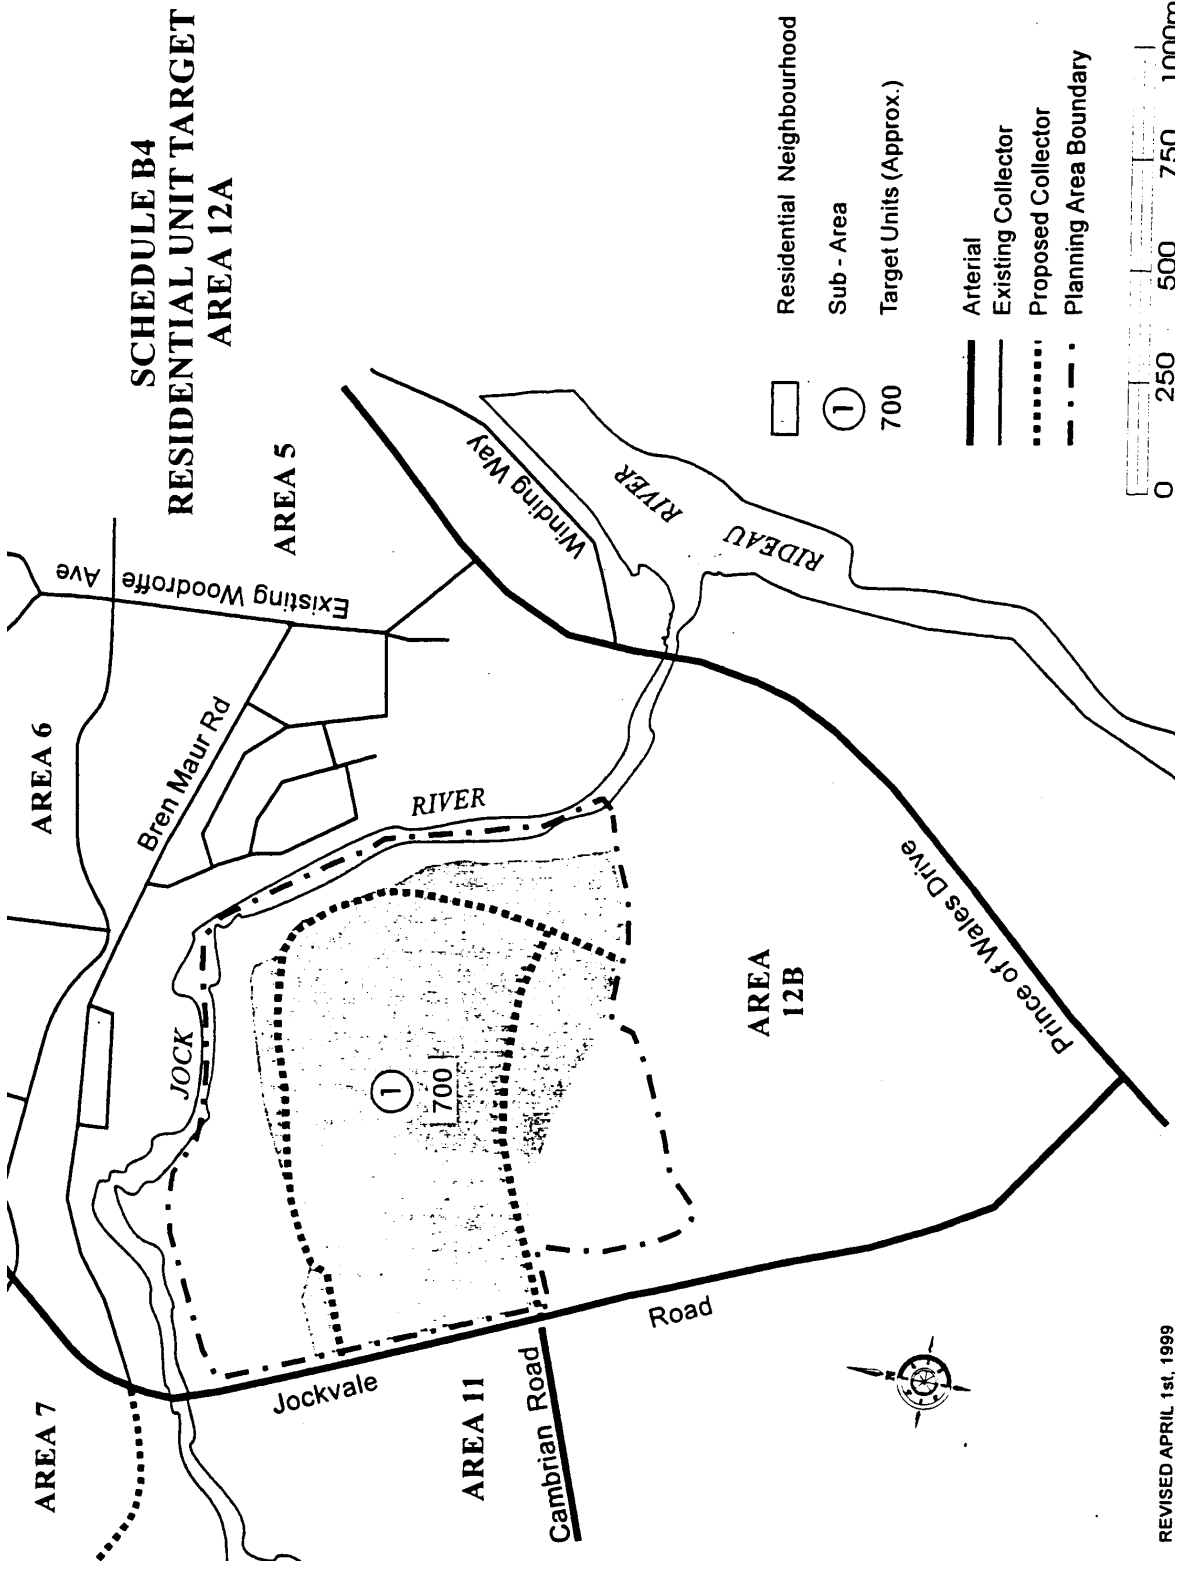 SCHEDULE B4
RESIDENTIAL UNIT TARGET
AREA 12A
AREA 7
AREA 6
AREA 5
Existing Woodroffe Ave
Bren Maur Rd
JOCK
RIVER
Winding Way
RIVER
RIDEAU
1
700
Jockvale
Road
AREA 11
Cambrian Road
AREA
12B
Prince of Wales Drive
Residential Neighbourhood
1
Sub - Area
700
Target Units (Approx.)
Arterial
Existing Collector
Proposed Collector
Planning Area Boundary
0 250 500 750 1000m
N
REVISED APRIL 1st, 1999